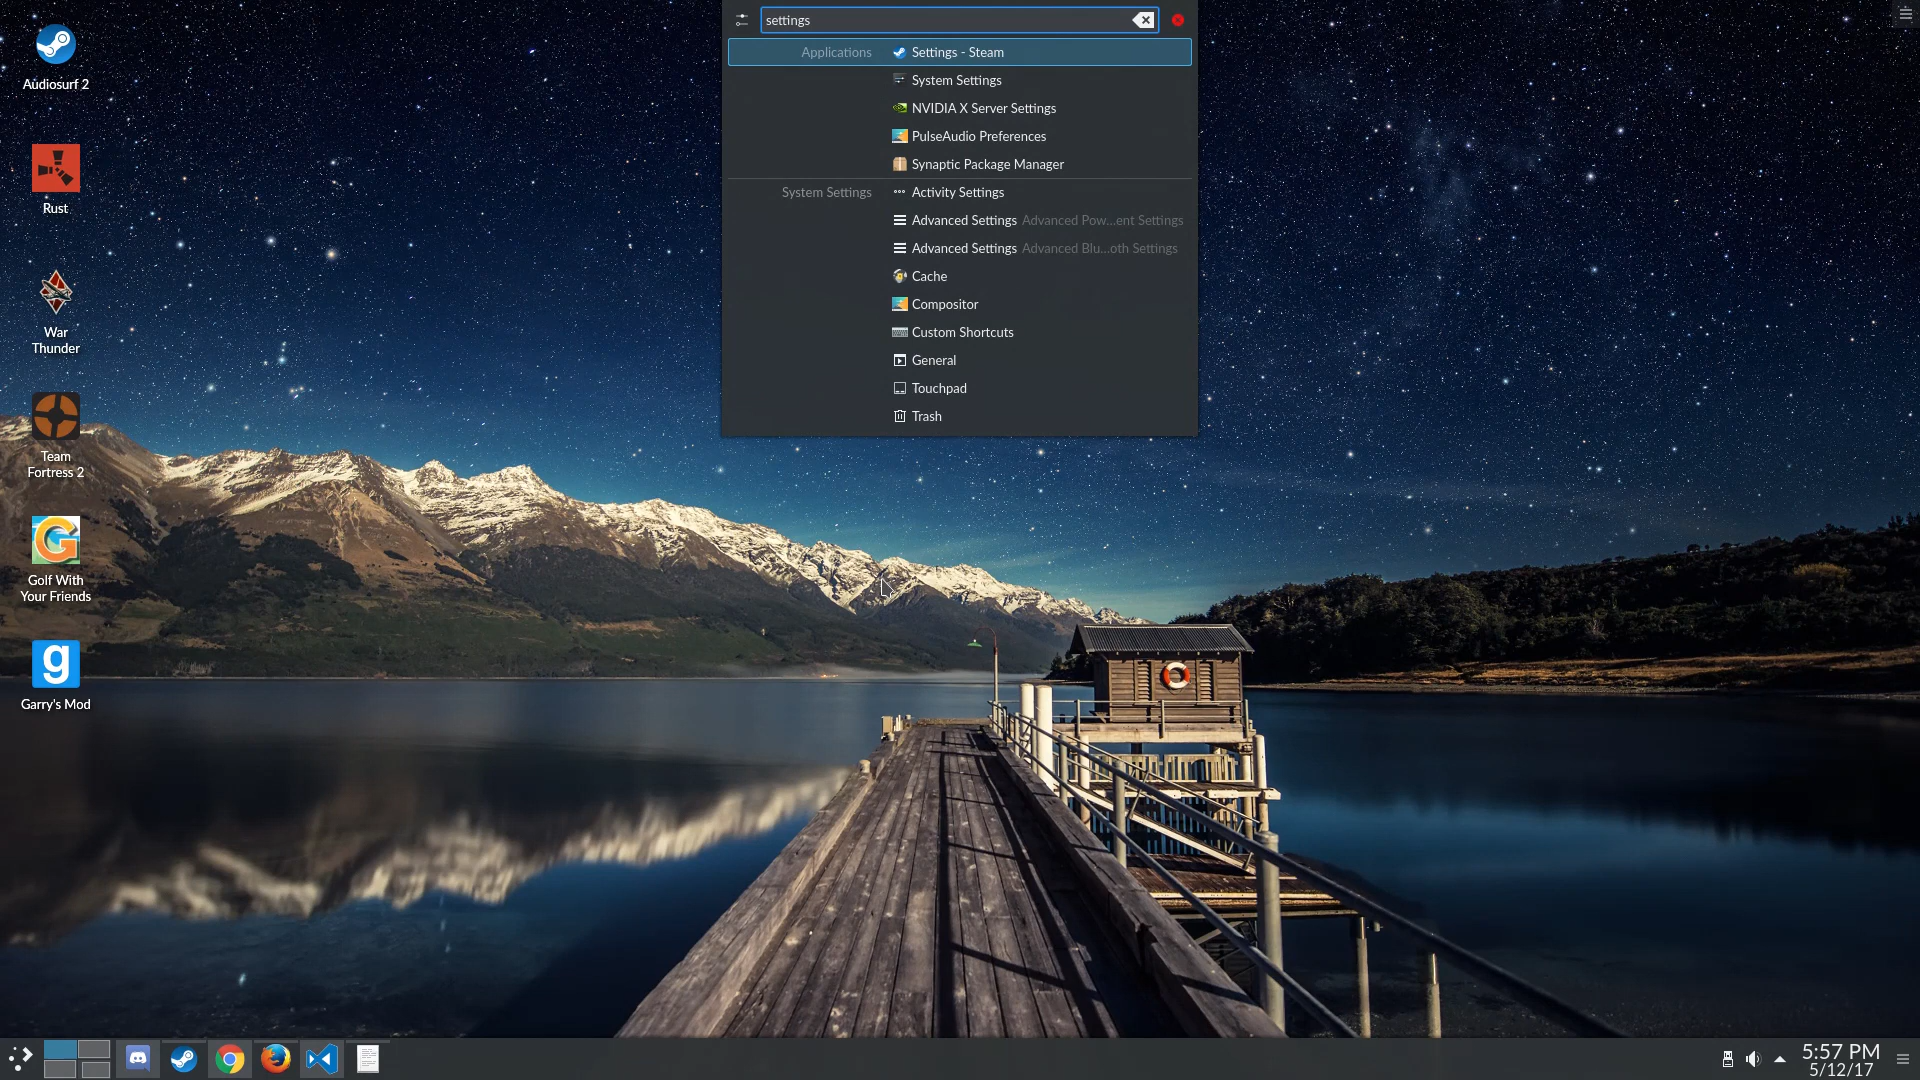 settings
Applications Settings - Steam
System Settings
NVIDIA X Server Settings
PulseAudio Preferences
Synaptic Package Manager
System Settings Activity Settings
Advanced Settings Advanced Pow...ent Settings
Advanced Settings Advanced Blu...oth Settings
Cache
Compositor
Custom Shortcuts
General
Touchpad
Trash
Audiosurf 2
Rust
War
Thunder
Team
Fortress 2
Golf With
Your Friends
g
Garry's Mod
5:57 PM
5/12/17